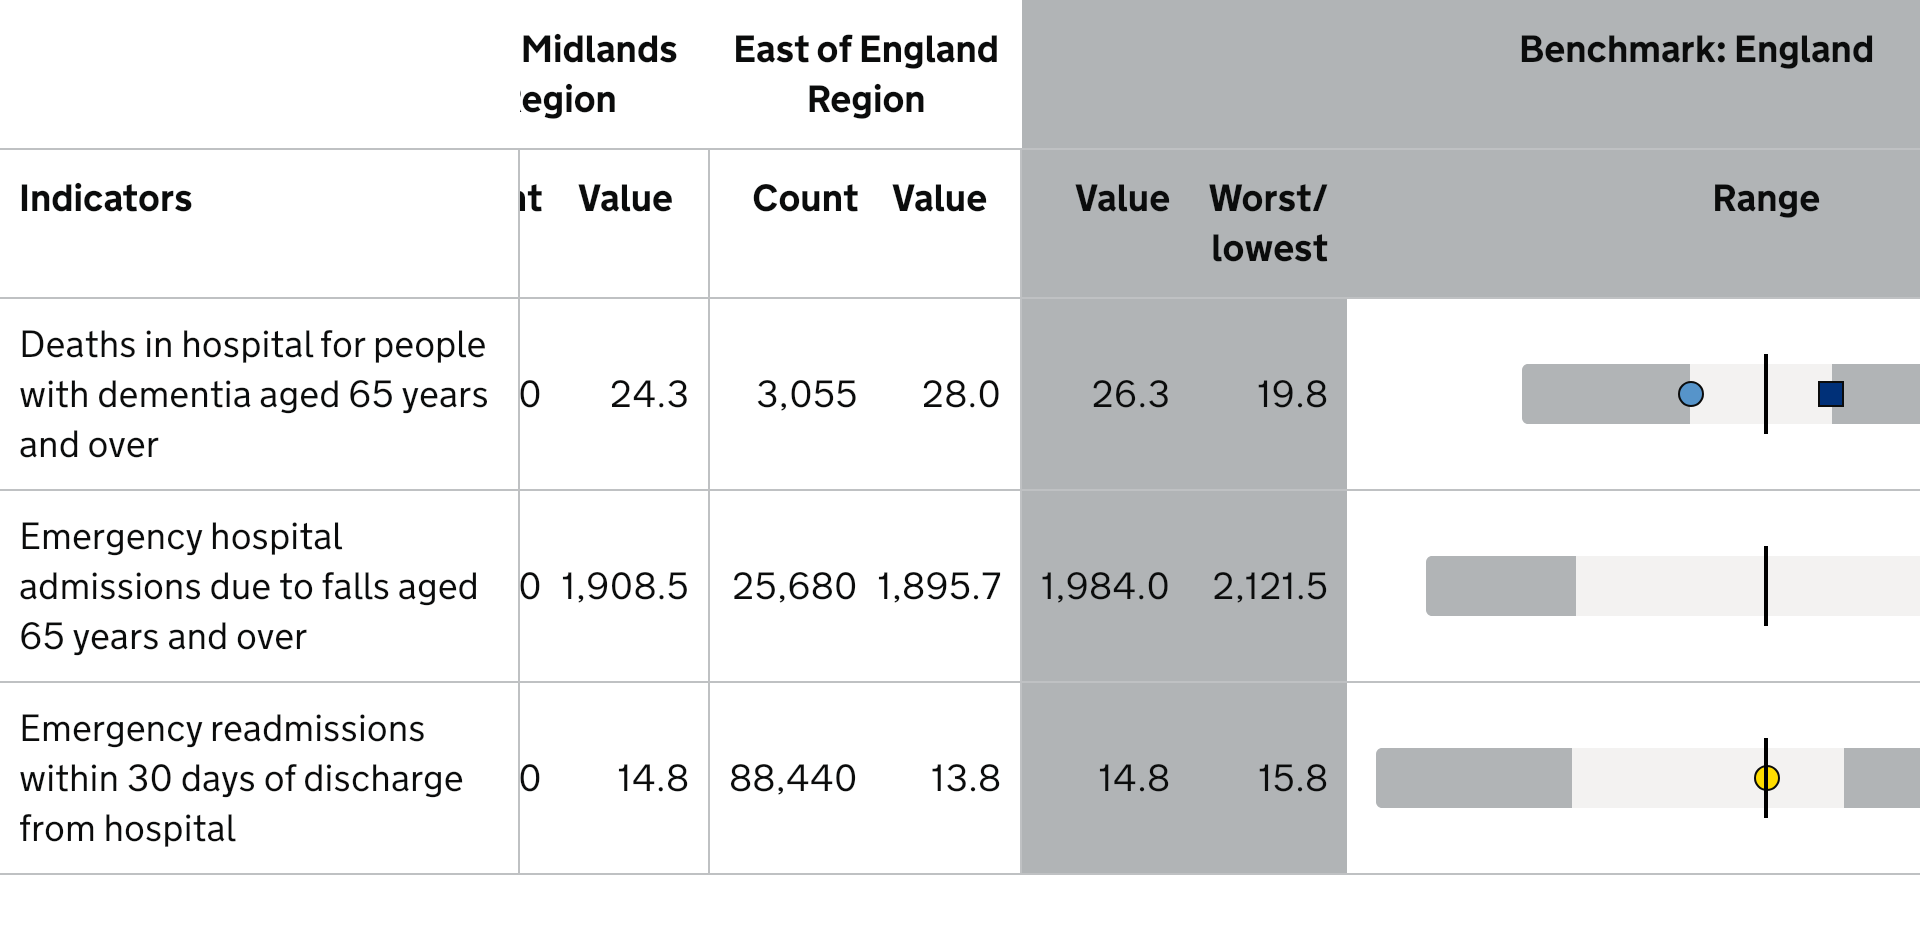 Midlands
egion
East of England
Region
Benchmark: England
Indicators
t Value
Count Value
Value Worst/
lowest
Range
Deaths in hospital for people
with dementia aged 65 years
and over
0 24.3 3,055 28.0 26.3 19.8
Emergency hospital
admissions due to falls aged
65 years and over
0 1,908.5 25,680 1,895.7 1,984.0 2,121.5
Emergency readmissions
within 30 days of discharge
from hospital
0 14.8 88,440 13.8 14.8 15.8